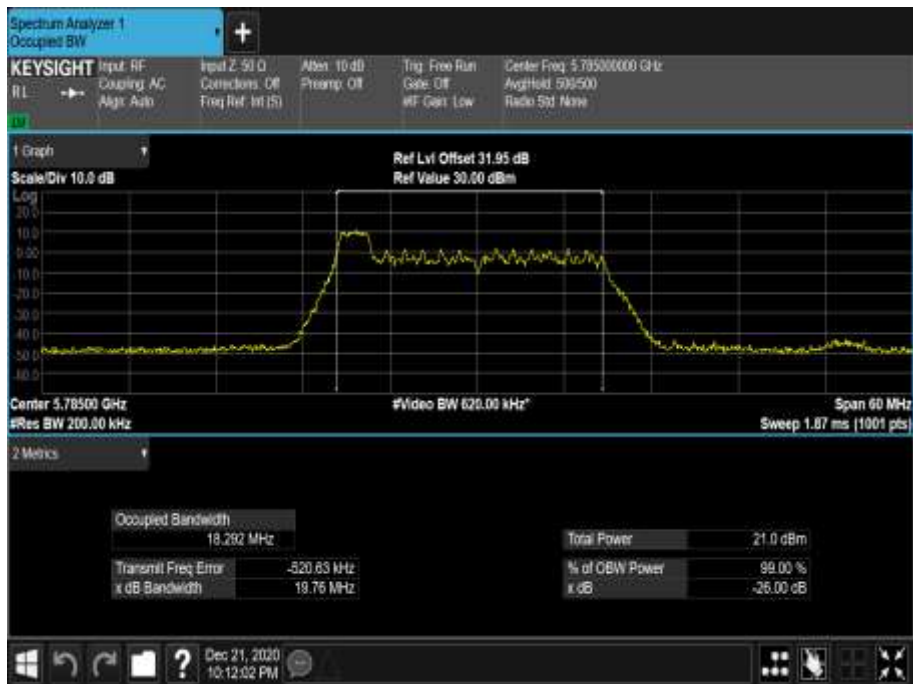 Spectrum Analyzer 1
Occupied BW
+
KEYSIGHT
RL
Input: RF
Coupling: AC
Align: Auto
Input Z: 50 Ω
Corrections: Off
Freq Ref: Int (S)
Atten: 10 dB
Preamp: Off
Trig: Free Run
Gate: Off
#IF Gain: Low
Center Freq: 5.785000000 GHz
Avg|Hold: 500/500
Radio Std: None
1 Graph
Scale/Div 10.0 dB
Ref Lvl Offset 31.95 dB
Ref Value 30.00 dBm
Log
20.0
10.0
0.00
-10.0
-20.0
-30.0
-40.0
-50.0
-60.0
Center 5.78500 GHz
#Video BW 620.00 kHz*
Span 60 MHz
#Res BW 200.00 kHz
Sweep 1.87 ms (1001 pts)
2 Metrics
Occupied Bandwidth
18.292 MHz
Total Power 21.0 dBm
Transmit Freq Error -520.63 kHz
% of OBW Power 99.00 %
x dB Bandwidth 19.76 MHz
x dB -26.00 dB
?
Dec 21, 2020
10:12:02 PM